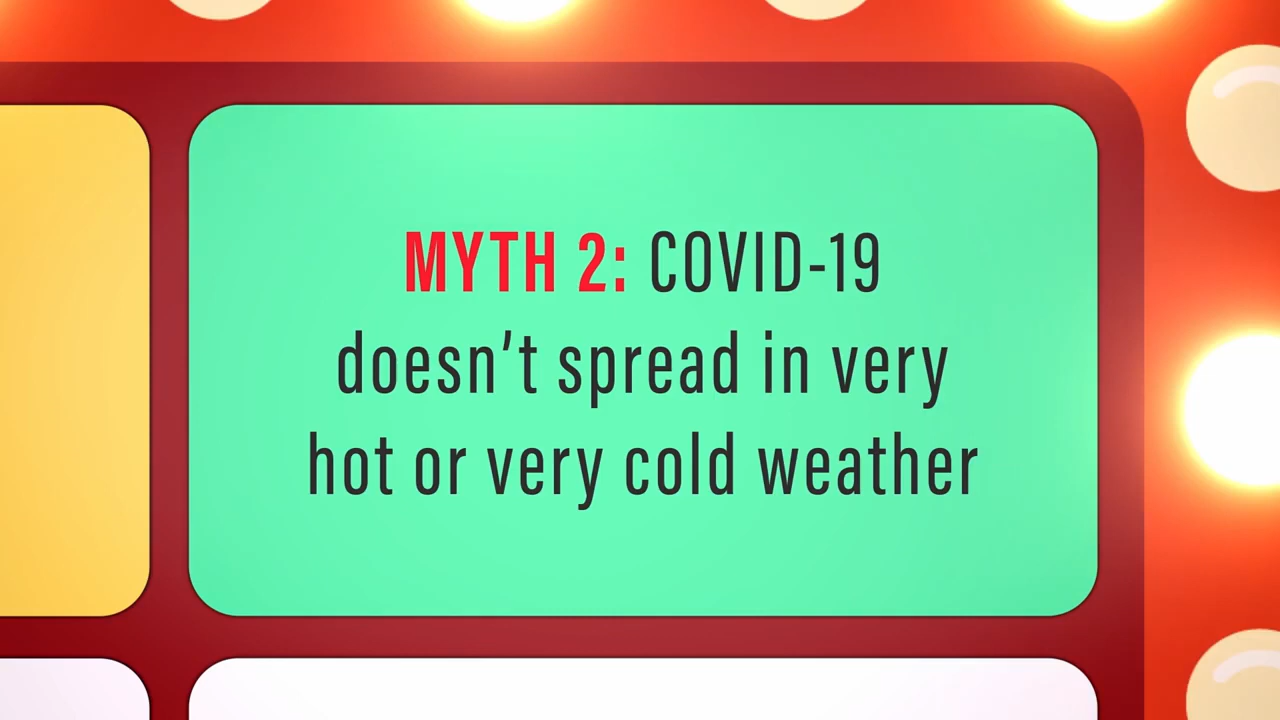 MYTH 2: COVID-19
doesn’t spread in very
hot or very cold weather